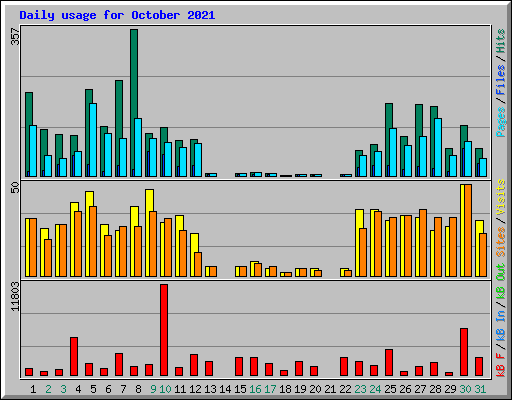 Daily usage for October 2021
357
Pages / Files / Hits
50
Sites / Visits
11803
kB F / kB In / kB Out
1 2 3 4 5 6 7 8 9 10 11 12 13 14 15 16 17 18 19 20 21 22 23 24 25 26 27 28 29 30 31